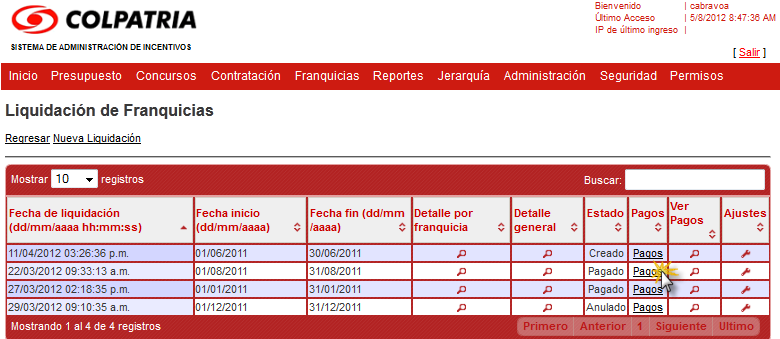 COLPATRIA
SISTEMA DE ADMINISTRACIÓN DE INCENTIVOS
Bienvenido | cabravoa
Último Acceso | 5/8/2012 8:47:36 AM
IP de último ingreso |
[ Salir ]
Inicio Presupuesto Concursos Contratación Franquicias Reportes Jerarquía Administración Seguridad Permisos
Liquidación de Franquicias
Regresar Nueva Liquidación
Mostrar 10 registros Buscar:
Fecha de liquidación (dd/mm/aaaa hh:mm:ss) Fecha inicio (dd/mm/aaaa) Fecha fin (dd/mm/aaaa) Detalle por franquicia Detalle general Estado Pagos Ver Pagos Ajustes
11/04/2012 03:26:36 p.m. 01/06/2011 30/06/2011 Creado Pagos
22/03/2012 09:33:13 a.m. 01/08/2011 31/08/2011 Pagado Pagos
27/03/2012 02:18:35 p.m. 01/01/2011 31/01/2011 Pagado Pagos
29/03/2012 09:10:35 a.m. 01/12/2011 31/12/2011 Anulado Pagos
Mostrando 1 al 4 de 4 registros Primero Anterior 1 Siguiente Ultimo